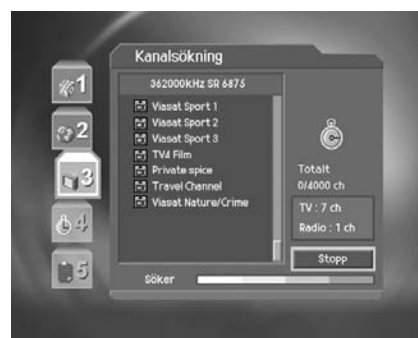 Kanalsökning
1
2
3
4
5
362000kHz SR 6875
Viasat Sport 1
Viasat Sport 2
Viasat Sport 3
TV4 Film
Private spice
Travel Channel
Viasat Nature/Crime
Totalt
0/4000 ch
TV : 7 ch
Radio : 1 ch
Stopp
Söker